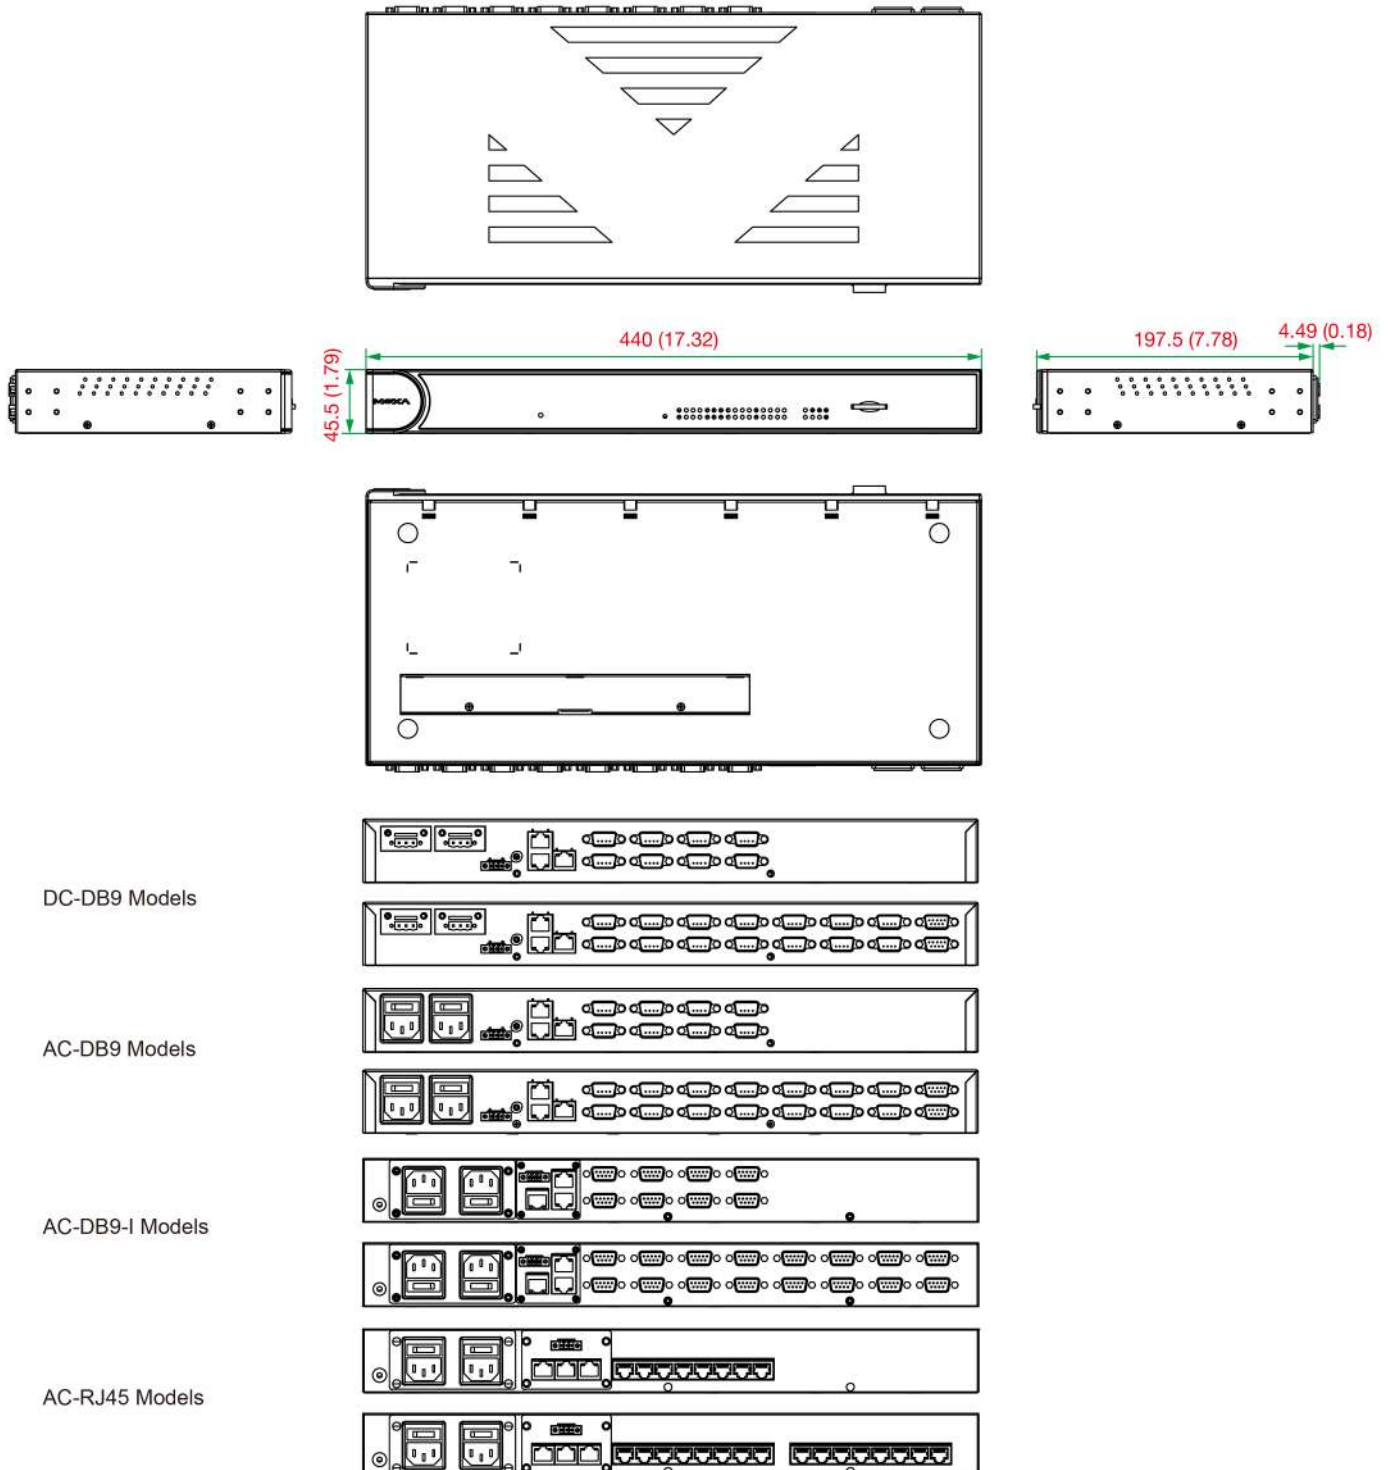 440 (17.32)
197.5 (7.78)
4.49 (0.18)
45.5 (1.79)
MOXA
DC-DB9 Models
AC-DB9 Models
AC-DB9-I Models
AC-RJ45 Models